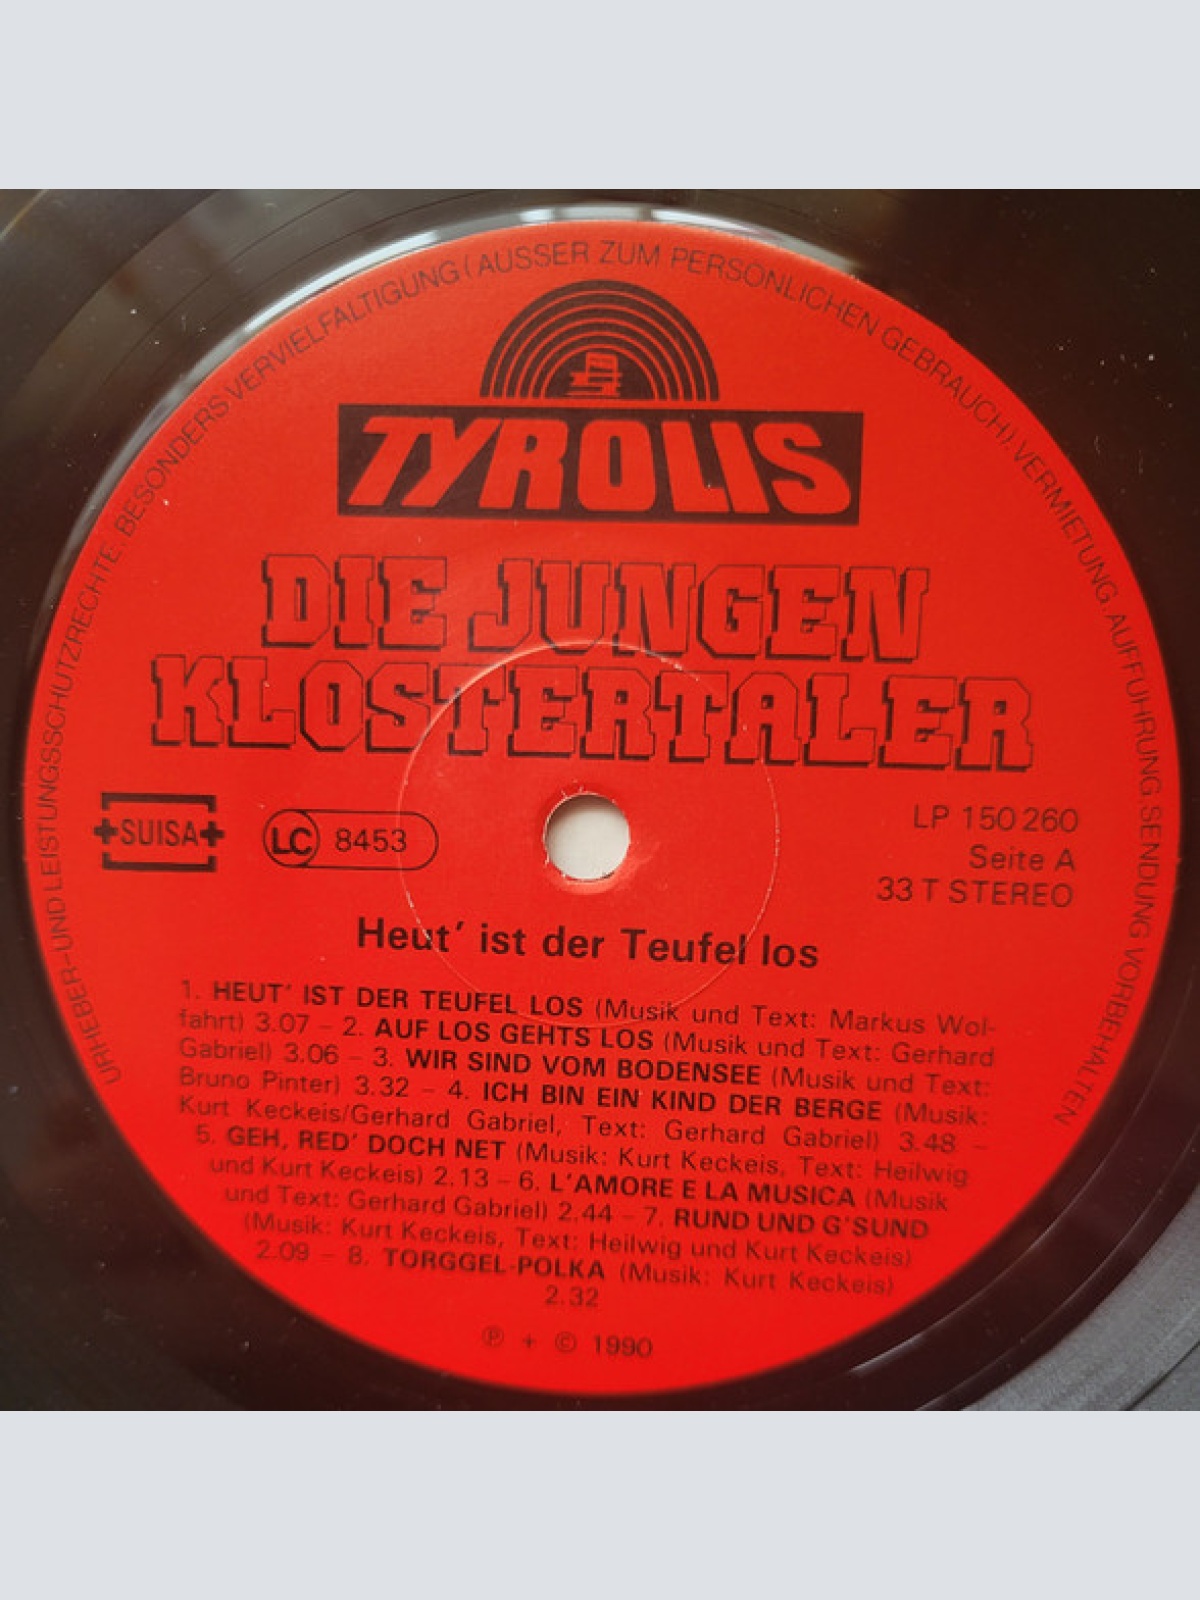 URHEBER-UND LEISTUNGSSCHUTZRECHTE. BESONDERS VERVIELFÄLTIGUNG (AUSSER ZUM PERSÖNLICHEN GEBRAUCH). VERMIETUNG. AUFFÜHRUNG. SENDUNG VORBEHALTEN
TYROLIS
DIE JUNGEN
KLOSTERTALER
SUISA
LC 8453
LP 150 260
Seite A
33 T STEREO
Heut' ist der Teufel los
1. HEUT' IST DER TEUFEL LOS (Musik und Text: Markus Wol-
fahrt) 3.07 – 2. AUF LOS GEHTS LOS (Musik und Text: Gerhard
Gabriel) 3.06 – 3. WIR SIND VOM BODENSEE (Musik und Text:
Bruno Pinter) 3.32 – 4. ICH BIN EIN KIND DER BERGE (Musik:
Kurt Keckeis/Gerhard Gabriel, Text: Gerhard Gabriel) 3.48 –
5. GEH, RED' DOCH NET (Musik: Kurt Keckeis, Text: Heilwig
und Kurt Keckeis) 2.13 – 6. L'AMORE E LA MUSICA (Musik
und Text: Gerhard Gabriel) 2.44 – 7. RUND UND G'SUND
(Musik: Kurt Keckeis, Text: Heilwig und Kurt Keckeis)
2.09 – 8. TORGGEL-POLKA (Musik: Kurt Keckeis)
2.32
℗ + © 1990